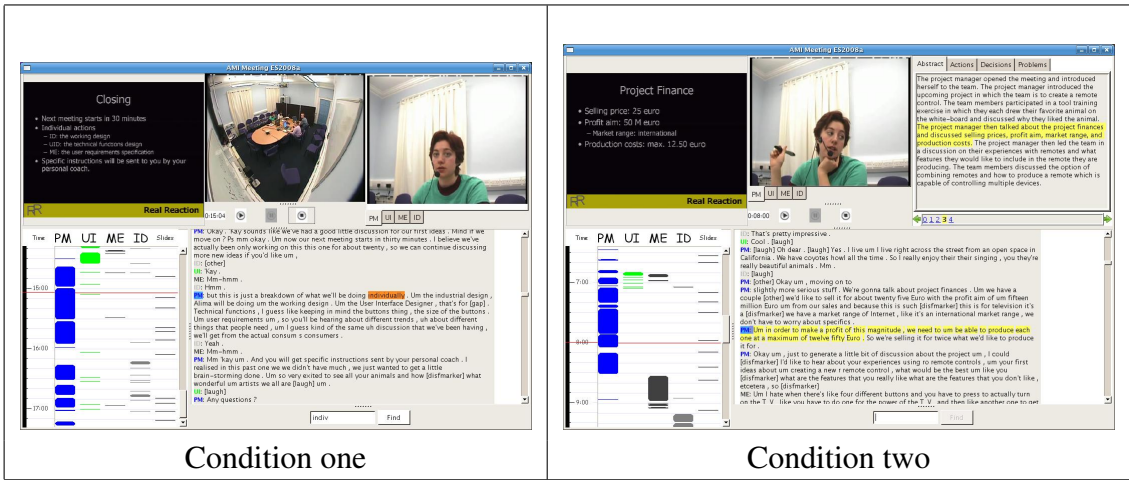 AMI Meeting ES2008a
Closing
• Next meeting starts in 30 minutes
• Individual actions
– ID: the working design
– UID: the technical functions design
– ME: the user requirements specification
• Specific instructions will be sent to you by your
personal coach.
Real Reaction
0:15:04
PM UI ME ID
Time PM UI ME ID Slides
15:00
16:00
17:00
PM: Okay . 'Kay sounds like we've had a good little discussion for our first ideas . Mind if we
move on ? Ps mm okay . Um now our next meeting starts in thirty minutes . I believe we've
actually been only working on this this one for about twenty , so we can continue discussing
more new ideas if you'd like um ,
ID: [other]
UI: 'Kay .
ME: Mm-hmm .
ID: Hmm .
PM: but this is just a breakdown of what we'll be doing individually . Um the industrial design ,
Alima will be doing um the working design . Um the User Interface Designer , that's for [gap] .
Technical functions , I guess like keeping in mind the buttons thing , the size of the buttons .
Um user requirements um , so you'll be hearing about different trends , uh about different
things that people need , um I guess kind of the same uh discussion that we've been having ,
we'll get from the actual consum s consumers .
ID: Yeah .
ME: Mm-hmm .
PM: Mm 'kay um . And you will get specific instructions sent by your personal coach . I
realised in this past one we we didn't have much , we just wanted to get a little
brain-storming done . Um so very exited to see all your animals and how [disfmarker] what
wonderful um artists we all are [laugh] um .
UI: [laugh]
PM: Any questions ?
indiv
Find
Condition one
AMI Meeting ES2008a
Project Finance
• Selling price: 25 euro
• Profit aim: 50 M euro
– Market range: international
• Production costs: max. 12.50 euro
Real Reaction
PM UI ME ID
0:08:00
Abstract Actions Decisions Problems
The project manager opened the meeting and introduced
herself to the team. The project manager introduced the
upcoming project in which the team is to create a remote
control. The team members participated in a tool training
exercise in which they each drew their favorite animal on
the white-board and discussed why they liked the animal.
The project manager then talked about the project finances
and discussed selling prices, profit aim, market range, and
production costs. The project manager then led the team in
a discussion on their experiences with remotes and what
features they would like to include in the remote they are
producing. The team members discussed the option of
combining remotes and how to produce a remote which is
capable of controlling multiple devices.
0 1 2 3 4
Time PM UI ME ID Slides
7:00
8:00
9:00
ID: That's pretty impressive .
UI: Cool . [laugh]
PM: [laugh] Oh dear . [laugh] Yes . I live um I live right across the street from an open space in
California . We have coyotes howl all the time . So I really enjoy their their singing , you they're
really beautiful animals . Mm .
ID: [laugh]
PM: [other] Okay um , moving on to
PM: slightly more serious stuff . We're gonna talk about project finances . Um we have a
couple [other] we'd like to sell it for about twenty five Euro with the profit aim of um fifteen
million Euro um from our sales and because this is such [disfmarker] this is for television it's
a [disfmarker] we have a market range of Internet , like it's an international market range , we
don't have to worry about specifics .
PM: Um in order to make a profit of this magnitude , we need to um be able to produce each
one at a maximum of twelve fifty Euro . So we're selling it for twice what we'd like to produce
it for .
PM: Okay um , just to generate a little bit of discussion about the project um , I could
[disfmarker] I'd like to hear about your experiences using ro remote controls , um your first
ideas about um creating a new r remote control , what would be the best um like you
[disfmarker] what are the features that you really like what are the features that you don't like ,
etcetera , so [disfmarker]
ME: Um I hate when there's like four different buttons and you have to press to actually turn
on the T\_V\_ like you have to do one for the power of the T\_V\_ and then like another one to get
Find
Condition two